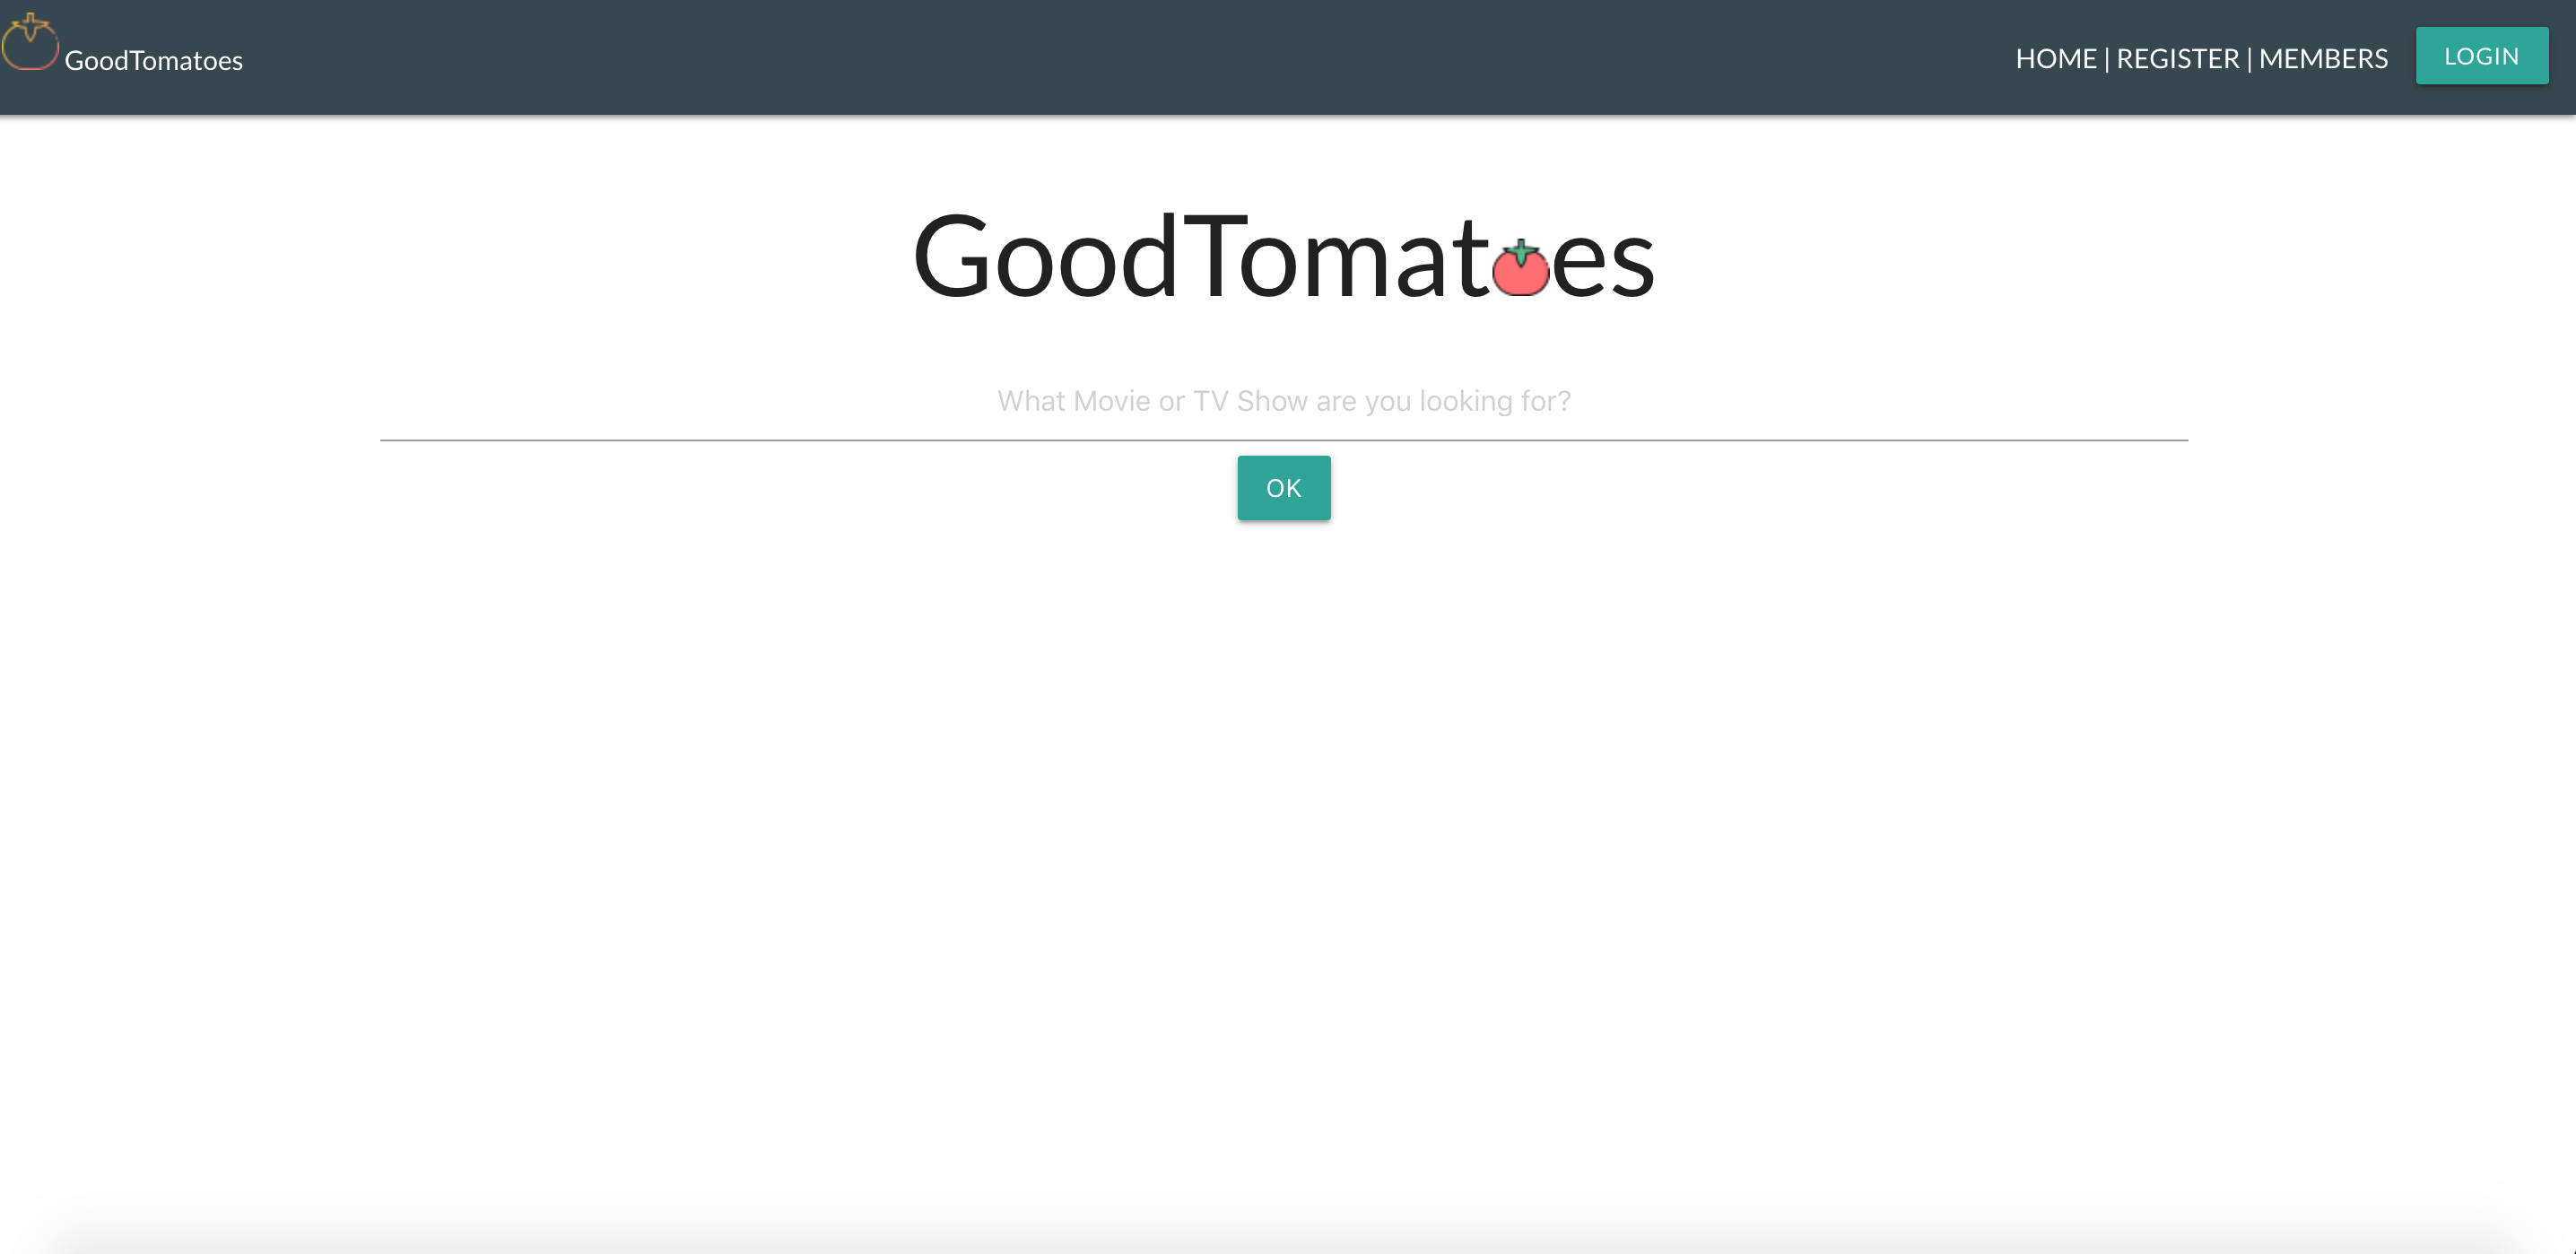 GoodTomatoes
HOME | REGISTER | MEMBERS
LOGIN
GoodTomatoes
What Movie or TV Show are you looking for?
OK